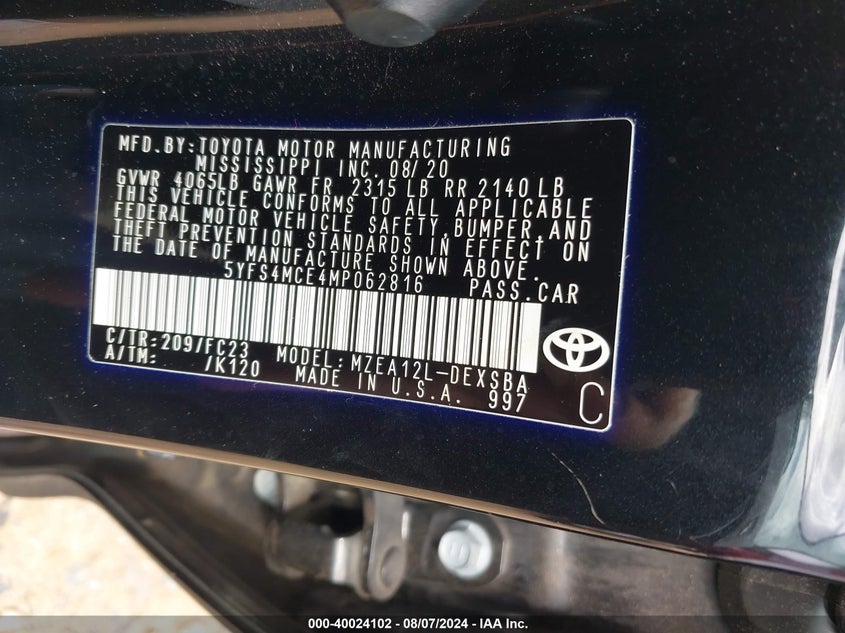 MFD.BY:TOYOTA MOTOR MANUFACTURING
MISSISSIPPI INC. 08/20
GVWR 4065LB GAWR FR 2315 LB RR 2140 LB
THIS VEHICLE CONFORMS TO ALL APPLICABLE
FEDERAL MOTOR VEHICLE SAFETY,BUMPER,AND
THEFT PREVENTION STANDARDS IN EFFECT ON
THE DATE OF MANUFACTURE SHOWN ABOVE.
5YFS4MCE4MP062816 PASS.CAR
C/TR:209/FC23 MODEL:MZEA12L-DEXSBA
A/TM: /K120 MADE IN U.S.A. 997
C
000-40024102 - 08/07/2024 - IAA Inc.